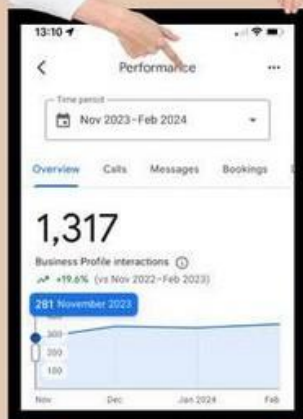 13:10
Performance
Time period
Nov 2023–Feb 2024
Overview Calls Messages Bookings
1,317
Business Profile interactions
+19.6% (vs Nov 2022–Feb 2023)
281 November 2023
300
200
100
Nov Dec Jan 2024 Feb